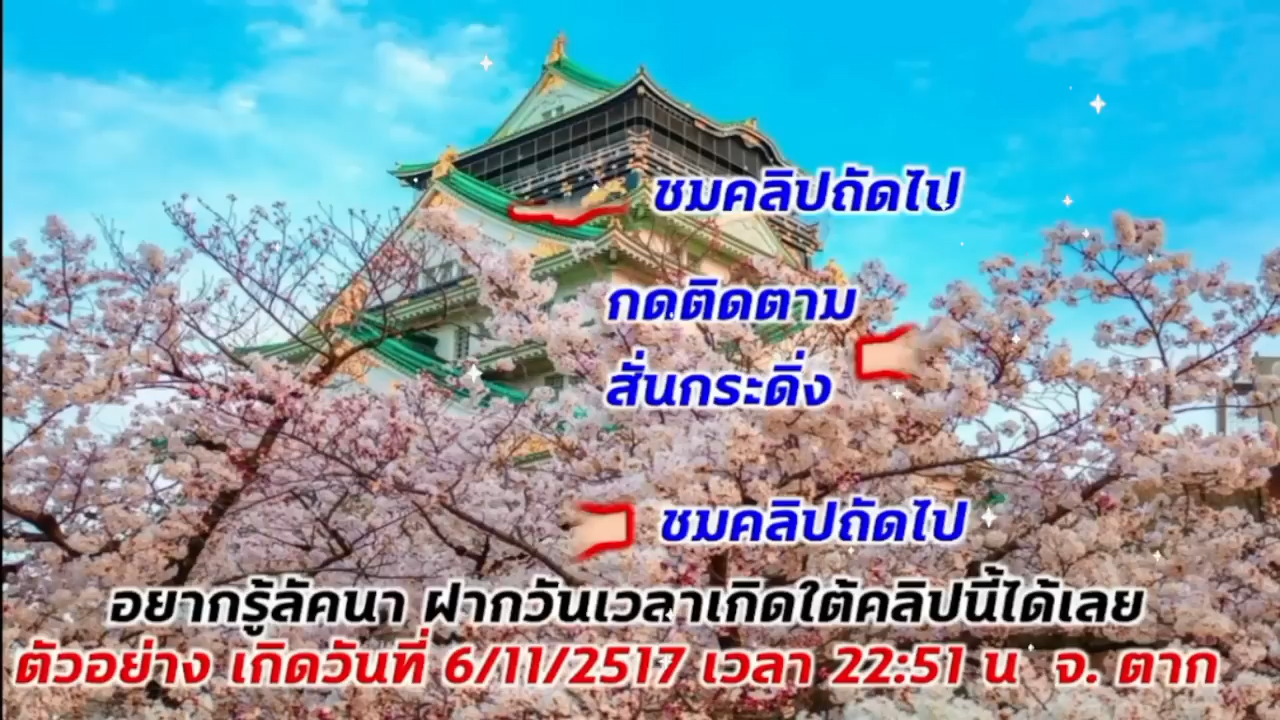 ชมคลิปถัดไป
กดติดตาม
สั่นกระดิ่ง
ชมคลิปถัดไป
อยากรู้ลัคนา ฝากวันเวลาเกิดใต้คลิปนี้ได้เลย
ตัวอย่าง เกิดวันที่ 6/11/2517 เวลา 22:51 น จ. ตาก